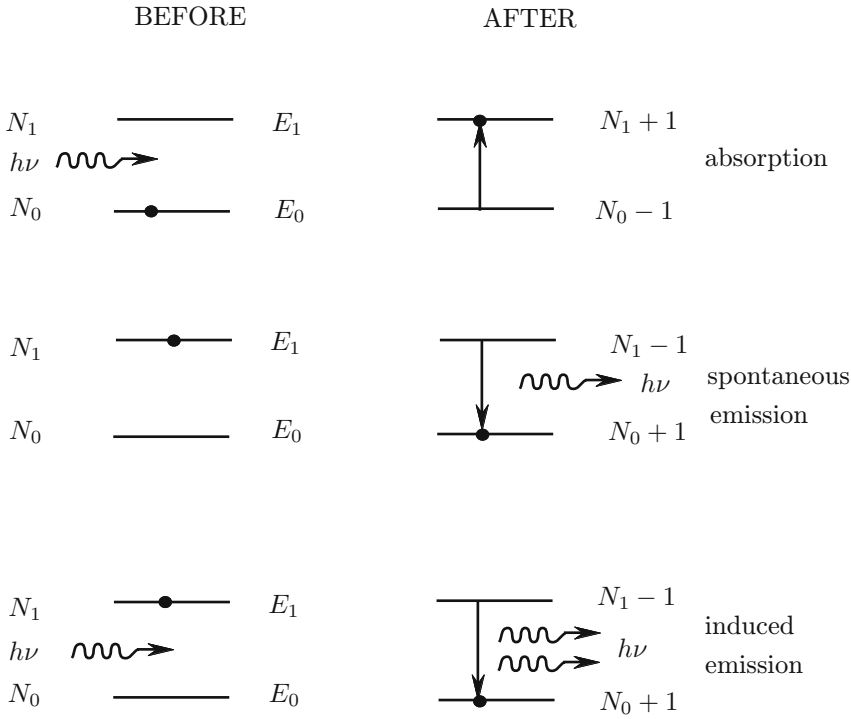 BEFORE AFTER
N₁ E₁ N₁ + 1
hν absorption
N₀ E₀ N₀ − 1
N₁ E₁ N₁ − 1
hν spontaneous
N₀ E₀ N₀ + 1 emission
N₁ E₁ N₁ − 1
hν hν induced
emission
N₀ E₀ N₀ + 1